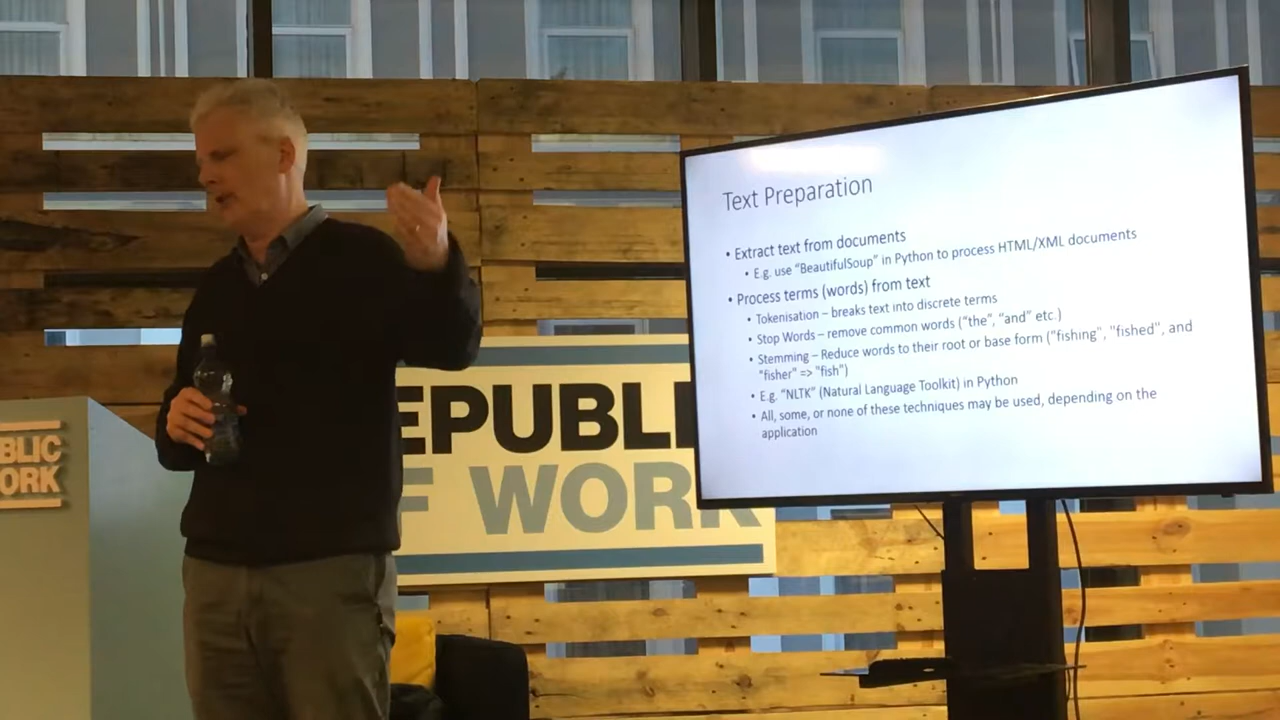 Text Preparation
• Extract text from documents
• E.g. use “BeautifulSoup” in Python to process HTML/XML documents
• Process terms (words) from text
• Tokenisation – breaks text into discrete terms
• Stop Words – remove common words (“the”, “and” etc.)
• Stemming – Reduce words to their root or base form (“fishing”, “fished”, and
“fisher” => “fish”)
• E.g. “NLTK” (Natural Language Toolkit) in Python
• All, some, or none of these techniques may be used, depending on the
application
EPUBLI
F WORK
BLIC
ORK